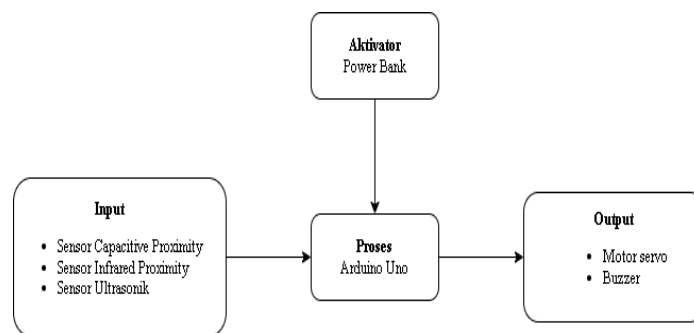 Aktivator
Power Bank
Input
• Sensor Capacitive Proximity
• Sensor Infrared Proximity
• Sensor Ultrasonik
Proses
Arduino Uno
Output
• Motor servo
• Buzzer